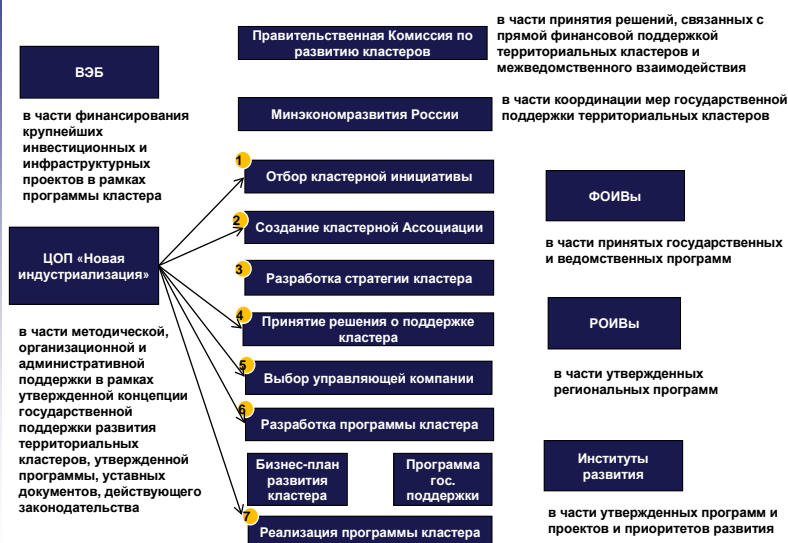 Правительственная Комиссия по
развитию кластеров
в части принятия решений, связанных с
прямой финансовой поддержкой
территориальных кластеров и
межведомственного взаимодействия
ВЭБ
в части финансирования
крупнейших
инвестиционных и
инфраструктурных
проектов в рамках
программы кластера
Минэкономразвития России
в части координации мер государственной
поддержки территориальных кластеров
1
Отбор кластерной инициативы
2
Создание кластерной Ассоциации
3
Разработка стратегии кластера
4
Принятие решения о поддержке
кластера
5
Выбор управляющей компании
6
Разработка программы кластера
Бизнес-план
развития
кластера
Программа
гос.
поддержки
7
Реализация программы кластера
ЦОП «Новая
индустриализация»
в части методической,
организационной и
административной
поддержки в рамках
утвержденной концепции
государственной
поддержки развития
территориальных
кластеров, утвержденной
программы, уставных
документов, действующего
законодательства
ФОИВы
в части принятых государственных
и ведомственных программ
РОИВы
в части утвержденных
региональных программ
Институты
развития
в части утвержденных программ и
проектов и приоритетов развития